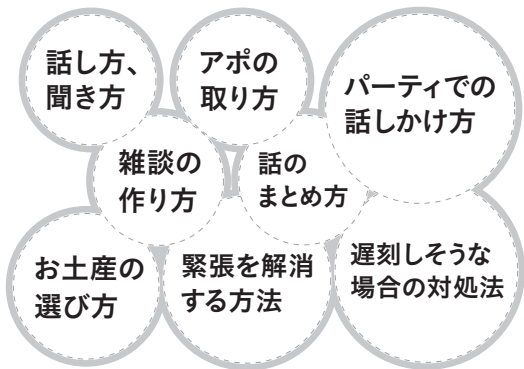 話し方、
聞き方
アポの
取り方
パーティでの
話しかけ方
雑談の
作り方
話の
まとめ方
お土産の
選び方
緊張を解消
する方法
遅刻しそうな
場合の対処法